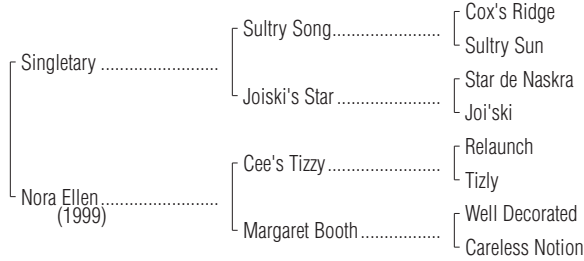 Cox's Ridge
Sultry Song
Sultry Sun
Singletary
Star de Naskra
Joiski's Star
Joi'ski
Relaunch
Cee's Tizzy
Tizly
Nora Ellen
(1999)
Well Decorated
Margaret Booth
Careless Notion